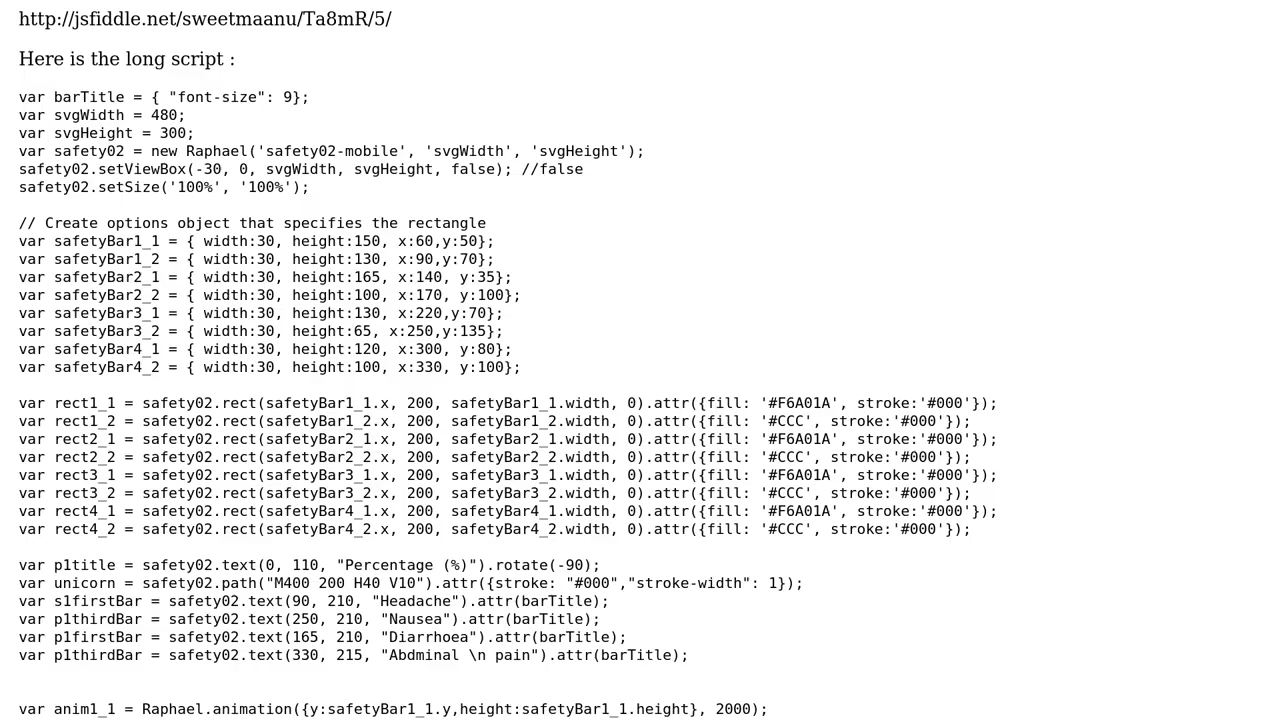 http://jsfiddle.net/sweetmaanu/Ta8mR/5/
Here is the long script :
var barTitle = { "font-size": 9};
var svgWidth = 480;
var svgHeight = 300;
var safety02 = new Raphael('safety02-mobile', 'svgWidth', 'svgHeight');
safety02.setViewBox(-30, 0, svgWidth, svgHeight, false); //false
safety02.setSize('100%', '100%');
// Create options object that specifies the rectangle
var safetyBar1_1 = { width:30, height:150, x:60,y:50};
var safetyBar1_2 = { width:30, height:130, x:90,y:70};
var safetyBar2_1 = { width:30, height:165, x:140, y:35};
var safetyBar2_2 = { width:30, height:100, x:170, y:100};
var safetyBar3_1 = { width:30, height:130, x:220,y:70};
var safetyBar3_2 = { width:30, height:65, x:250,y:135};
var safetyBar4_1 = { width:30, height:120, x:300, y:80};
var safetyBar4_2 = { width:30, height:100, x:330, y:100};
var rect1_1 = safety02.rect(safetyBar1_1.x, 200, safetyBar1_1.width, 0).attr({fill: '#F6A01A', stroke:'#000'});
var rect1_2 = safety02.rect(safetyBar1_2.x, 200, safetyBar1_2.width, 0).attr({fill: '#CCC', stroke:'#000'});
var rect2_1 = safety02.rect(safetyBar2_1.x, 200, safetyBar2_1.width, 0).attr({fill: '#F6A01A', stroke:'#000'});
var rect2_2 = safety02.rect(safetyBar2_2.x, 200, safetyBar2_2.width, 0).attr({fill: '#CCC', stroke:'#000'});
var rect3_1 = safety02.rect(safetyBar3_1.x, 200, safetyBar3_1.width, 0).attr({fill: '#F6A01A', stroke:'#000'});
var rect3_2 = safety02.rect(safetyBar3_2.x, 200, safetyBar3_2.width, 0).attr({fill: '#CCC', stroke:'#000'});
var rect4_1 = safety02.rect(safetyBar4_1.x, 200, safetyBar4_1.width, 0).attr({fill: '#F6A01A', stroke:'#000'});
var rect4_2 = safety02.rect(safetyBar4_2.x, 200, safetyBar4_2.width, 0).attr({fill: '#CCC', stroke:'#000'});
var p1title = safety02.text(0, 110, "Percentage (%)").rotate(-90);
var unicorn = safety02.path("M400 200 H40 V10").attr({stroke: "#000","stroke-width": 1});
var s1firstBar = safety02.text(90, 210, "Headache").attr(barTitle);
var p1thirdBar = safety02.text(250, 210, "Nausea").attr(barTitle);
var p1firstBar = safety02.text(165, 210, "Diarrhoea").attr(barTitle);
var p1thirdBar = safety02.text(330, 215, "Abdminal \n pain").attr(barTitle);
var anim1_1 = Raphael.animation({y:safetyBar1_1.y,height:safetyBar1_1.height}, 2000);